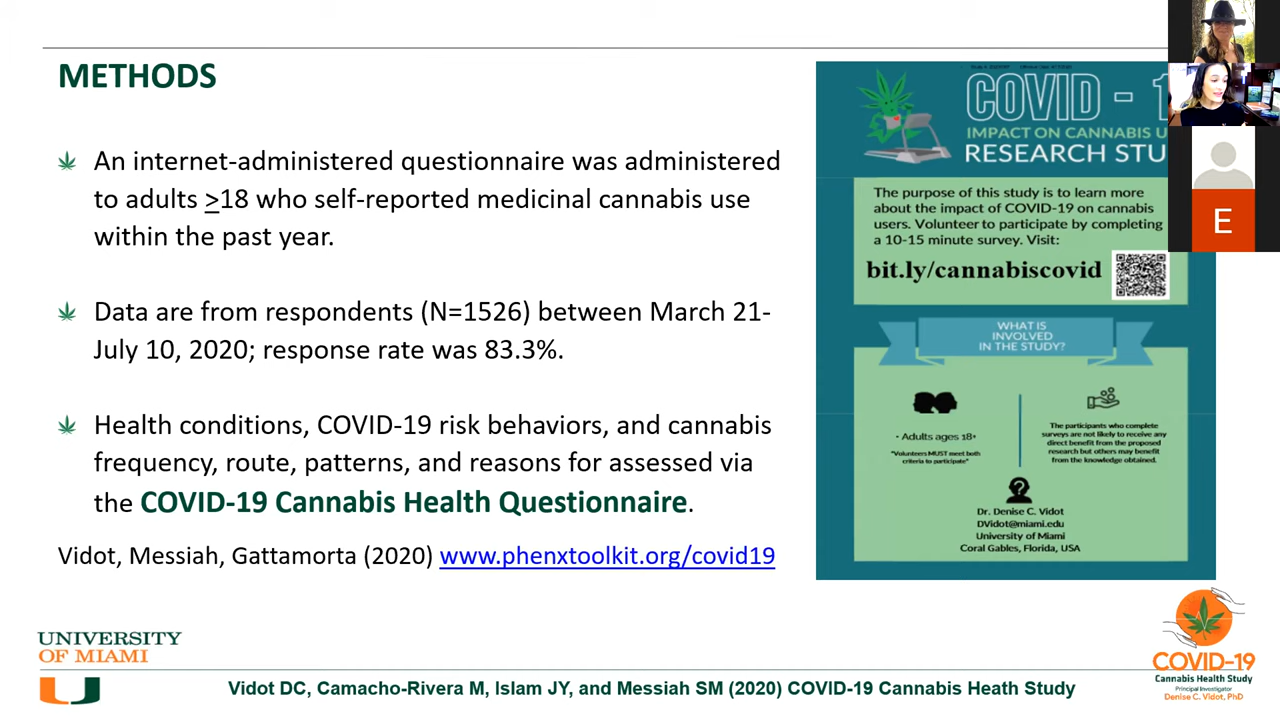 METHODS
An internet-administered questionnaire was administered
to adults >18 who self-reported medicinal cannabis use
within the past year.
Data are from respondents (N=1526) between March 21-
July 10, 2020; response rate was 83.3%.
Health conditions, COVID-19 risk behaviors, and cannabis
frequency, route, patterns, and reasons for assessed via
the COVID-19 Cannabis Health Questionnaire.
Vidot, Messiah, Gattamorta (2020) www.phenxtoolkit.org/covid19
COVID - 1
IMPACT ON CANNABIS U
RESEARCH STU
The purpose of this study is to learn more
about the impact of COVID-19 on cannabis
users. Volunteer to participate by completing
a 10-15 minute survey. Visit:
bit.ly/cannabiscovid
WHAT IS
INVOLVED
IN THE STUDY?
• Adults ages 18+
"Volunteers MUST meet both
criteria to participate"
The participants who complete
surveys are not likely to receive any
direct benefit from the proposed
research but others may benefit
from the knowledge obtained.
Dr. Denise C. Vidot
DVidot@miami.edu
University of Miami
Coral Gables, Florida, USA
E
UNIVERSITY
OF MIAMI
Vidot DC, Camacho-Rivera M, Islam JY, and Messiah SM (2020) COVID-19 Cannabis Heath Study
COVID-19
Cannabis Health Study
Principal Investigator
Denise C. Vidot, PhD